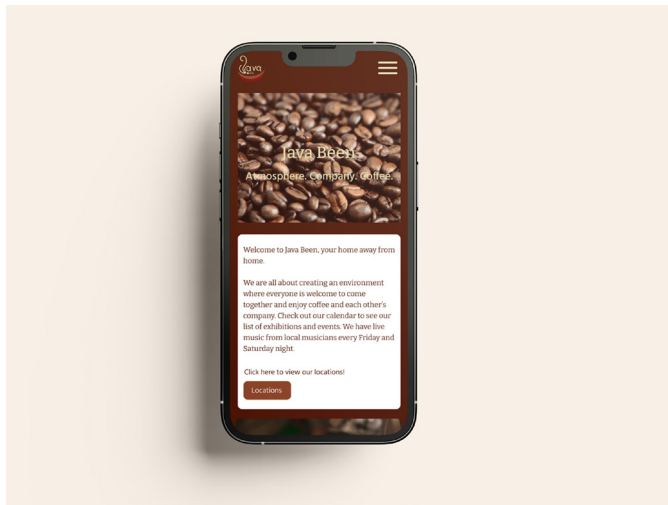 Java
Java Been
Atmosphere. Company. Coffee.
Welcome to Java Been, your home away from
home.
We are all about creating an environment
where everyone is welcome to come
together and enjoy coffee and each other's
company. Check out our calendar to see our
list of exhibitions and events. We have live
music from local musicians every Friday and
Saturday night.
Click here to view our locations!
Locations